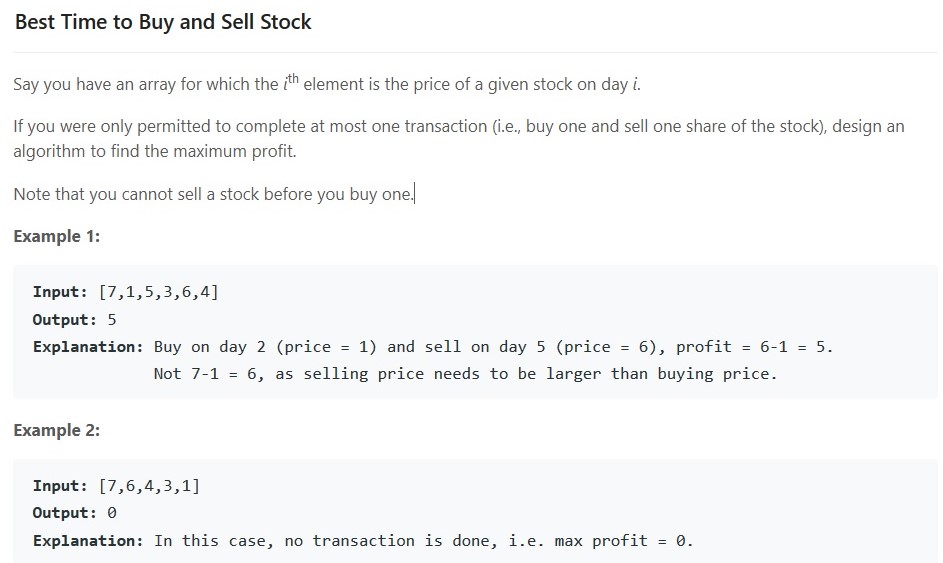 Best Time to Buy and Sell Stock
Say you have an array for which the ith element is the price of a given stock on day i.
If you were only permitted to complete at most one transaction (i.e., buy one and sell one share of the stock), design an
algorithm to find the maximum profit.
Note that you cannot sell a stock before you buy one.
Example 1:
Input: [7,1,5,3,6,4]
Output: 5
Explanation: Buy on day 2 (price = 1) and sell on day 5 (price = 6), profit = 6-1 = 5.
Not 7-1 = 6, as selling price needs to be larger than buying price.
Example 2:
Input: [7,6,4,3,1]
Output: 0
Explanation: In this case, no transaction is done, i.e. max profit = 0.